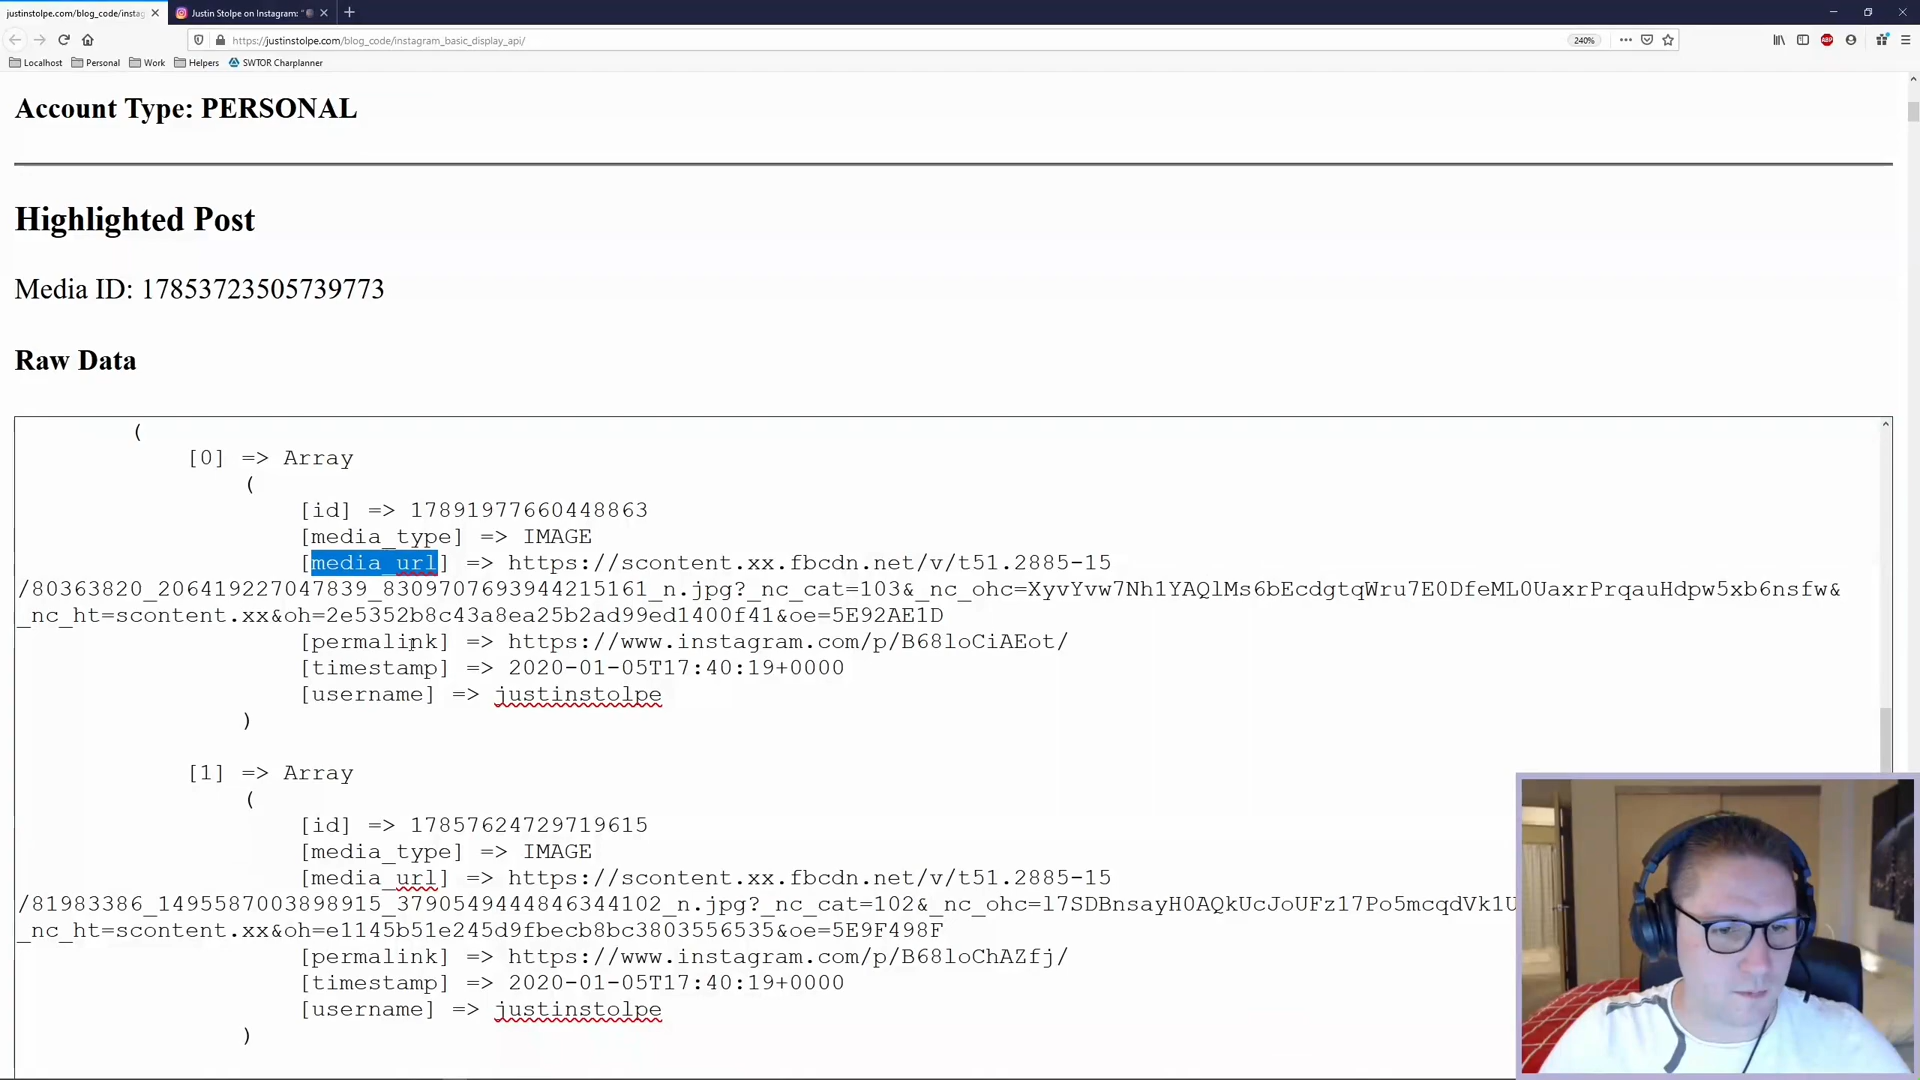 justinstolpe.com/blog_code/instag
Justin Stolpe on Instagram: "
https://justinstolpe.com/blog_code/instagram_basic_display_api/
240%
ABP
Localhost
Personal
Work
Helpers
SWTOR Charplanner
Account Type: PERSONAL
Highlighted Post
Media ID: 17853723505739773
Raw Data
(
[0] => Array
(
[id] => 17891977660448863
[media_type] => IMAGE
[media_url] => https://scontent.xx.fbcdn.net/v/t51.2885-15
/80363820_206419227047839_8309707693944215161_n.jpg?_nc_cat=103&_nc_ohc=XyvYvw7Nh1YAQlMs6bEcdgtqWru7E0DfeML0UaxrPrqauHdpw5xb6nsfw&
_nc_ht=scontent.xx&oh=2e5352b8c43a8ea25b2ad99ed1400f41&oe=5E92AE1D
[permalink] => https://www.instagram.com/p/B68loCiAEot/
[timestamp] => 2020-01-05T17:40:19+0000
[username] => justinstolpe
)
[1] => Array
(
[id] => 17857624729719615
[media_type] => IMAGE
[media_url] => https://scontent.xx.fbcdn.net/v/t51.2885-15
/81983386_1495587003898915_3790549444846344102_n.jpg?_nc_cat=102&_nc_ohc=l7SDBnsayH0AQkUcJoUFz17Po5mcqdVk1U
_nc_ht=scontent.xx&oh=e1145b51e245d9fbecb8bc3803556535&oe=5E9F498F
[permalink] => https://www.instagram.com/p/B68loChAZfj/
[timestamp] => 2020-01-05T17:40:19+0000
[username] => justinstolpe
)